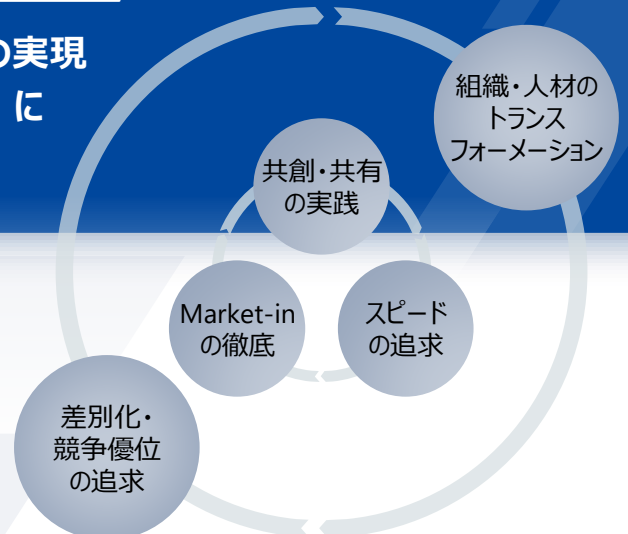 の実現
に
組織・人材の
トランス
フォーメーション
共創・共有
の実践
Market-in
の徹底
スピード
の追求
差別化・
競争優位
の追求